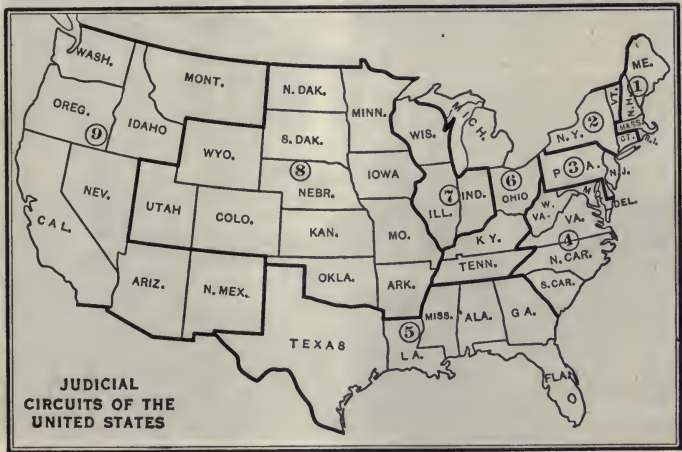 WASH.
MONT.
N. DAK.
MINN.
ME.
VT.
N.H.
①
OREG.
⑨
IDAHO
WYO.
S. DAK.
WIS.
MICH.
N.Y.
②
MASS.
CT.
R.I.
⑧
NEBR.
IOWA
NEV.
UTAH
COLO.
KAN.
MO.
ILL.
⑦
IND.
⑥
OHIO
P③A.
N.J.
DEL.
W.
VA.
VA.
CAL.
KY.
④
N.CAR.
TENN.
ARIZ.
N.MEX.
OKLA.
ARK.
S.CAR.
TEXAS
⑤
LA.
MISS.
ALA.
GA.
FLA.
JUDICIAL
CIRCUITS OF THE
UNITED STATES